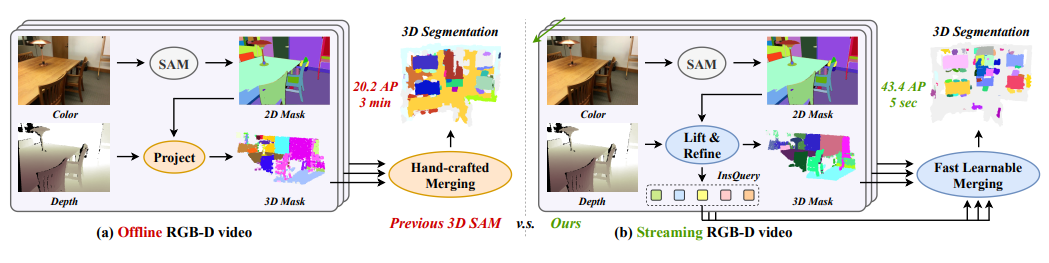 SAM
Color
2D Mask
Project
Depth
3D Mask
3D Segmentation
20.2 AP
3 min
Hand-crafted
Merging
(a) Offline RGB-D video
Previous 3D SAM v.s. Ours
SAM
Color
2D Mask
Lift &
Refine
InsQuery
Depth
3D Mask
3D Segmentation
43.4 AP
5 sec
Fast Learnable
Merging
(b) Streaming RGB-D video